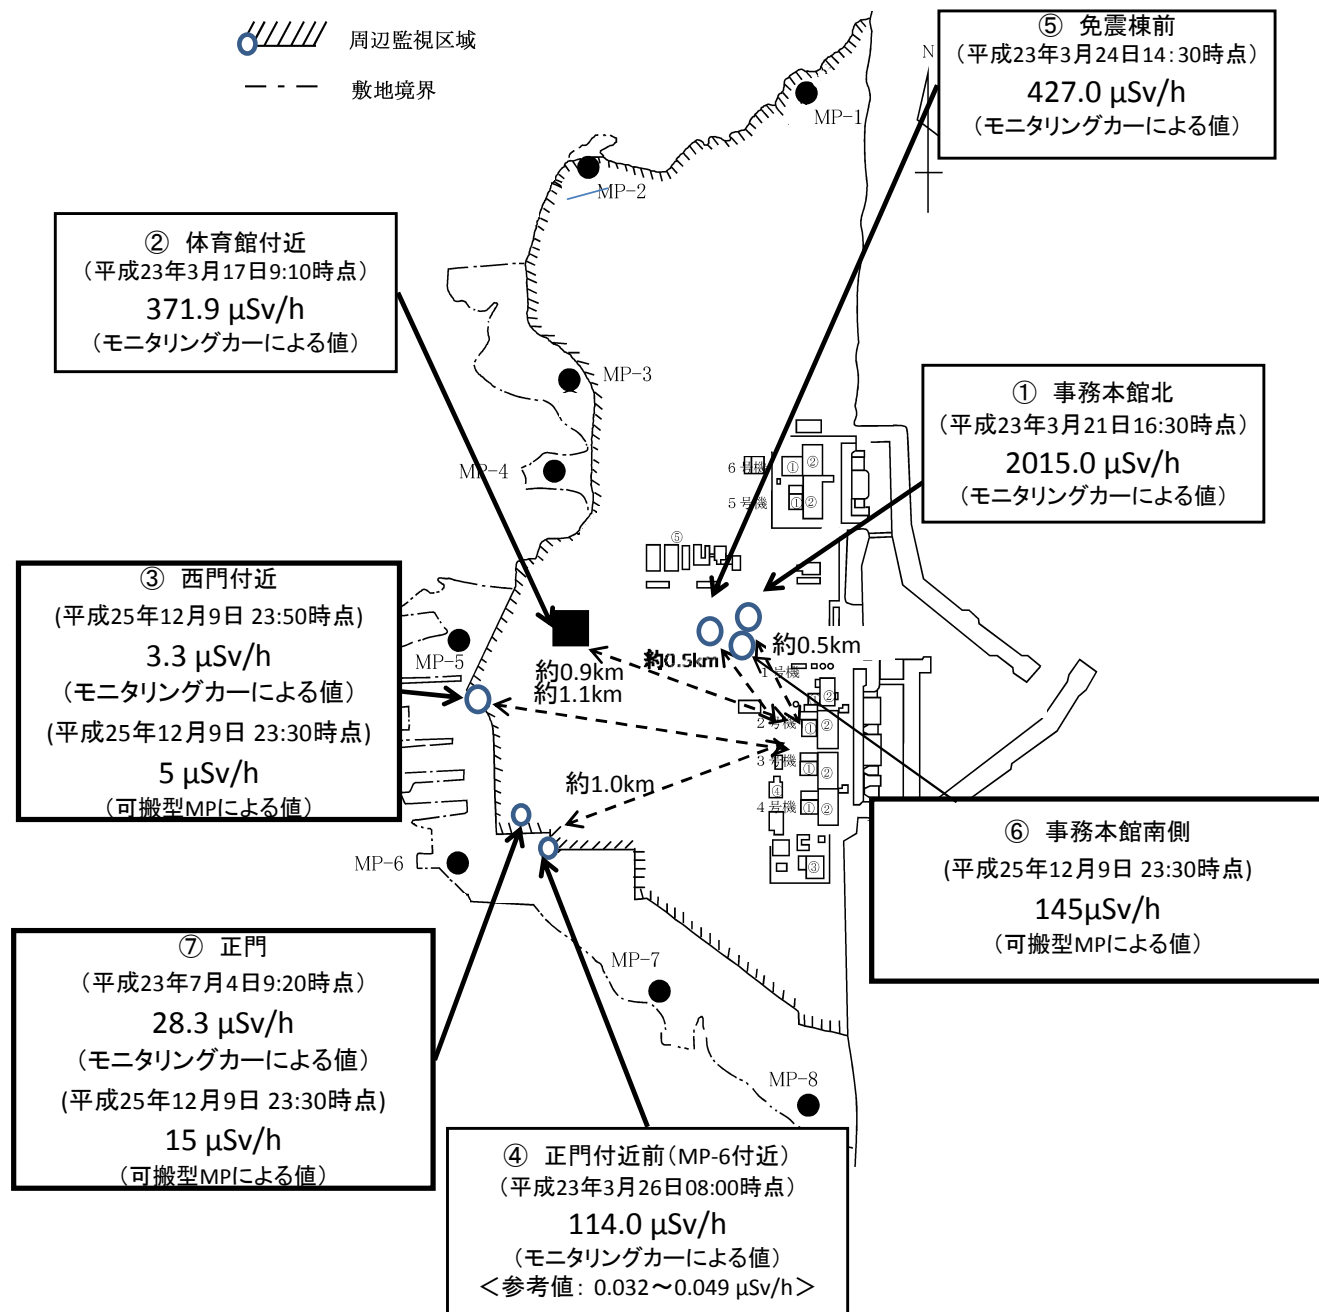 周辺監視区域
敷地境界
⑤ 免震棟前
(平成23年3月24日14:30時点)
427.0 μSv/h
(モニタリングカーによる値)
N
MP-1
MP-2
② 体育館付近
(平成23年3月17日9:10時点)
371.9 μSv/h
(モニタリングカーによる値)
MP-3
① 事務本館北
(平成23年3月21日16:30時点)
2015.0 μSv/h
(モニタリングカーによる値)
MP-4
6号機
①
②
5号機
①
②
⑤
③ 西門付近
(平成25年12月9日 23:50時点)
3.3 μSv/h
(モニタリングカーによる値)
(平成25年12月9日 23:30時点)
5 μSv/h
(可搬型MPによる値)
MP-5
約0.9km
約1.1km
約0.5km
約0.5km
1号機
②
2号機
①
②
3号機
①
②
④
4号機
①
②
③
約1.0km
MP-6
⑥ 事務本館南側
(平成25年12月9日 23:30時点)
145μSv/h
(可搬型MPによる値)
⑦ 正門
(平成23年7月4日9:20時点)
28.3 μSv/h
(モニタリングカーによる値)
(平成25年12月9日 23:30時点)
15 μSv/h
(可搬型MPによる値)
MP-7
MP-8
④ 正門付近前(MP-6付近)
(平成23年3月26日08:00時点)
114.0 μSv/h
(モニタリングカーによる値)
<参考値: 0.032～0.049 μSv/h>